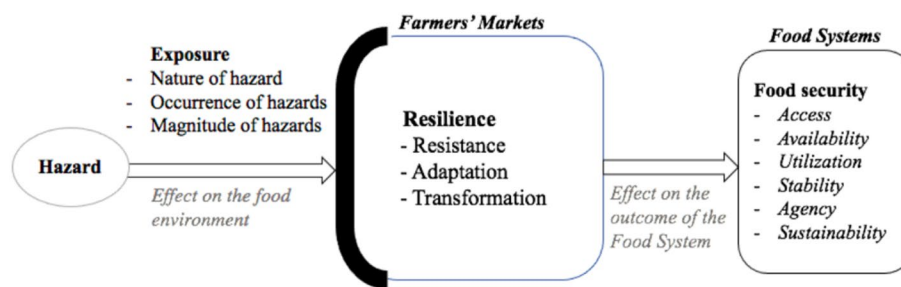 Farmers' Markets
Food Systems
Exposure
- Nature of hazard
- Occurrence of hazards
- Magnitude of hazards
Hazard
Effect on the food
environment
Resilience
- Resistance
- Adaptation
- Transformation
Effect on the
outcome of the
Food System
Food security
- Access
- Availability
- Utilization
- Stability
- Agency
- Sustainability